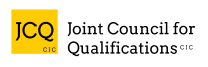 JCQ
CIC
Joint Council for
Qualifications CIC